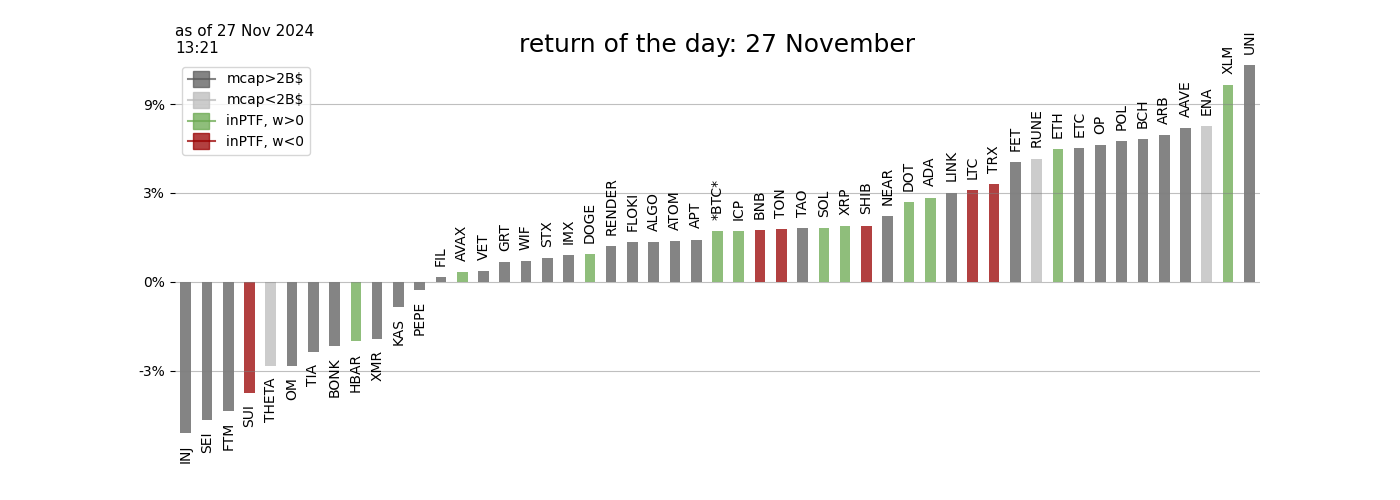 as of 27 Nov 2024
13:21
return of the day: 27 November
mcap>2B$
mcap<2B$
inPTF, w>0
inPTF, w<0
9%
3%
0%
-3%
INJ
SEI
FTM
SUI
THETA
OM
TIA
BONK
HBAR
XMR
KAS
PEPE
FIL
AVAX
VET
GRT
WIF
STX
IMX
DOGE
RENDER
FLOKI
ALGO
ATOM
APT
*BTC*
ICP
BNB
TON
TAO
SOL
XRP
SHIB
NEAR
DOT
ADA
LINK
LTC
TRX
FET
RUNE
ETH
ETC
OP
POL
BCH
ARB
AAVE
ENA
XLM
UNI